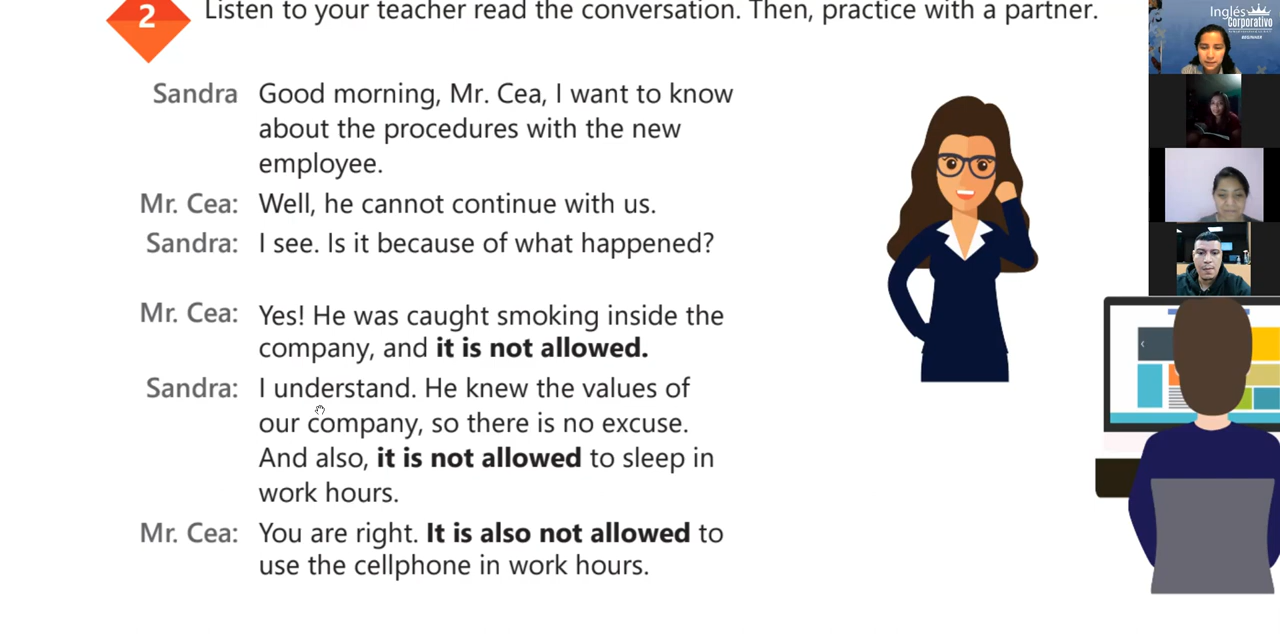 2 Listen to your teacher read the conversation. Then, practice with a partner.
Inglés
Corporativo
BEGINNER
Sandra Good morning, Mr. Cea, I want to know
about the procedures with the new
employee.
Mr. Cea: Well, he cannot continue with us.
Sandra: I see. Is it because of what happened?
Mr. Cea: Yes! He was caught smoking inside the
company, and it is not allowed.
Sandra: I understand. He knew the values of
our company, so there is no excuse.
And also, it is not allowed to sleep in
work hours.
Mr. Cea: You are right. It is also not allowed to
use the cellphone in work hours.